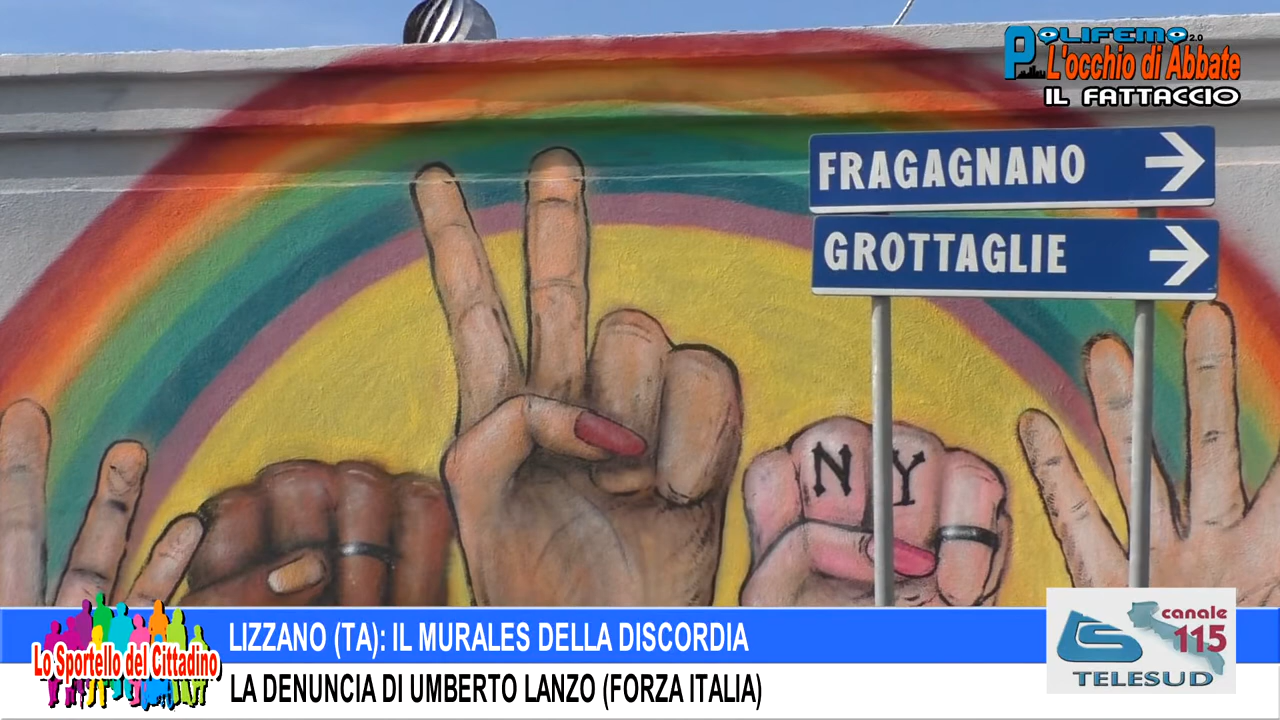 POLIFEMO 2.0
L'occhio di Abbate
IL FATTACCIO
FRAGAGNANO
GROTTAGLIE
NY
LIZZANO (TA): IL MURALES DELLA DISCORDIA
Lo Sportello del Cittadino
LA DENUNCIA DI UMBERTO LANZO (FORZA ITALIA)
canale
115
TS
TELESUD